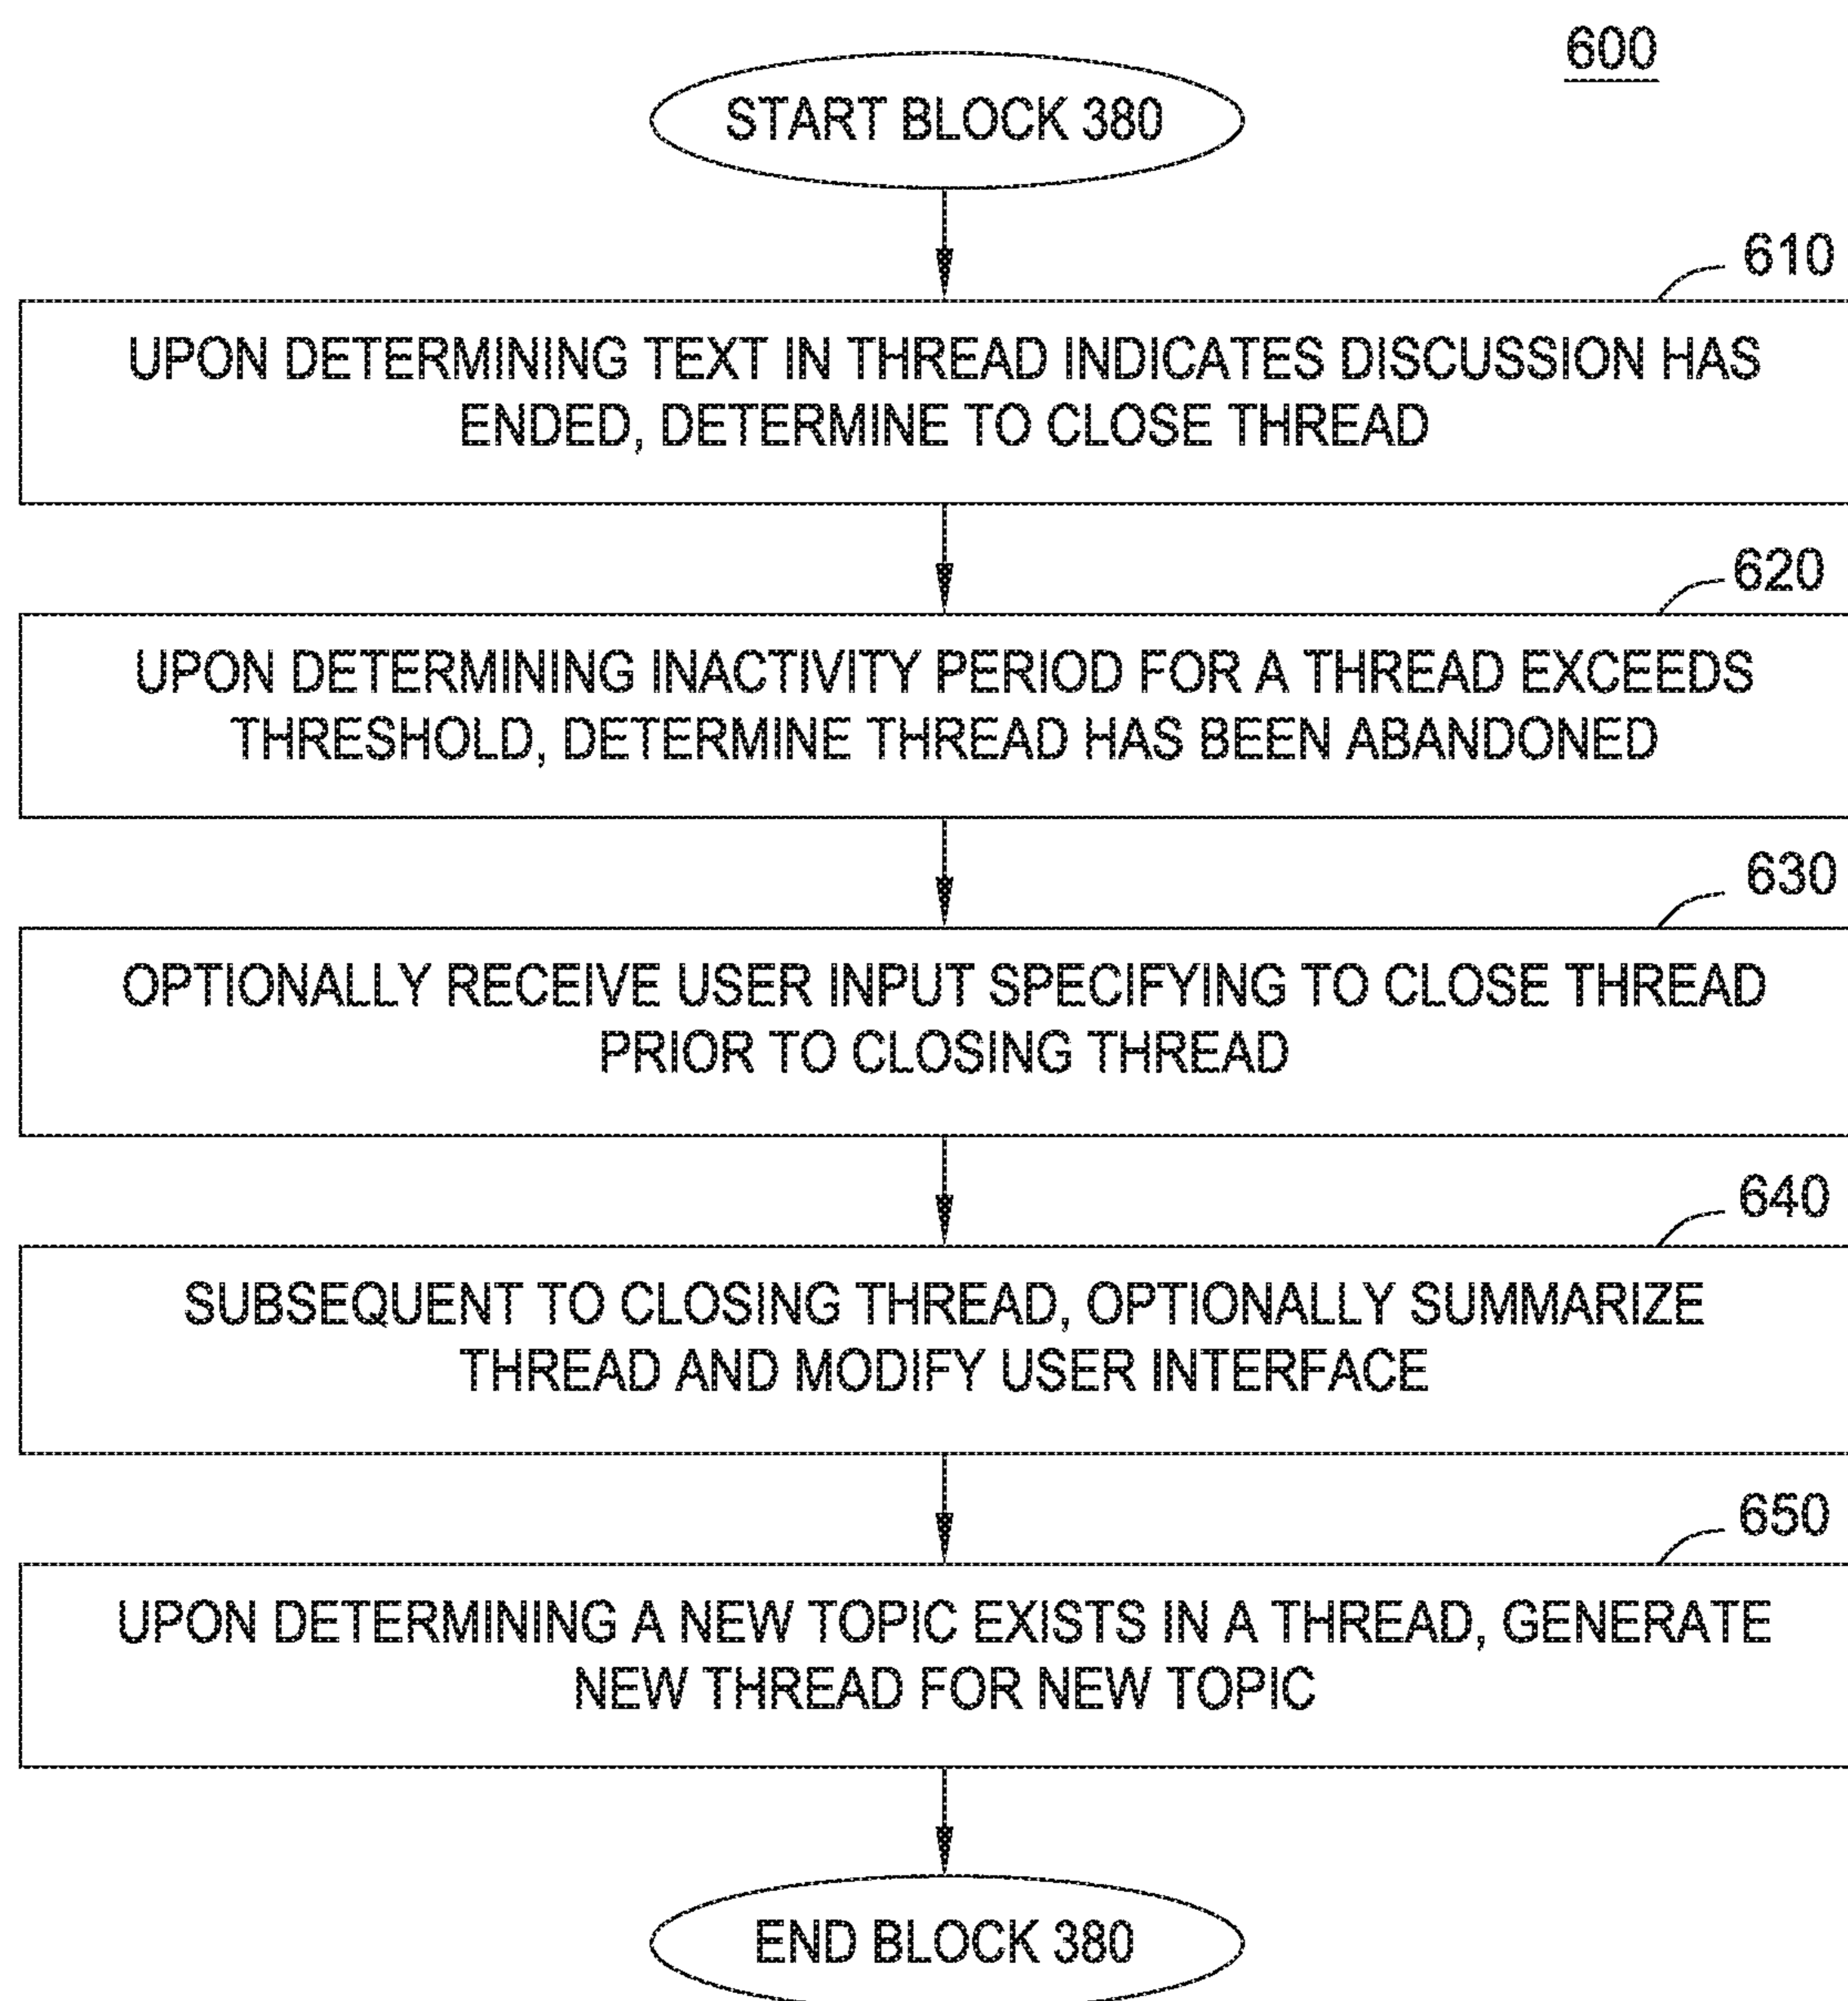 600
START BLOCK 380
610
UPON DETERMINING TEXT IN THREAD INDICATES DISCUSSION HAS
ENDED, DETERMINE TO CLOSE THREAD
620
UPON DETERMINING INACTIVITY PERIOD FOR A THREAD EXCEEDS
THRESHOLD, DETERMINE THREAD HAS BEEN ABANDONED
630
OPTIONALLY RECEIVE USER INPUT SPECIFYING TO CLOSE THREAD
PRIOR TO CLOSING THREAD
640
SUBSEQUENT TO CLOSING THREAD, OPTIONALLY SUMMARIZE
THREAD AND MODIFY USER INTERFACE
650
UPON DETERMINING A NEW TOPIC EXISTS IN A THREAD, GENERATE
NEW THREAD FOR NEW TOPIC
END BLOCK 380